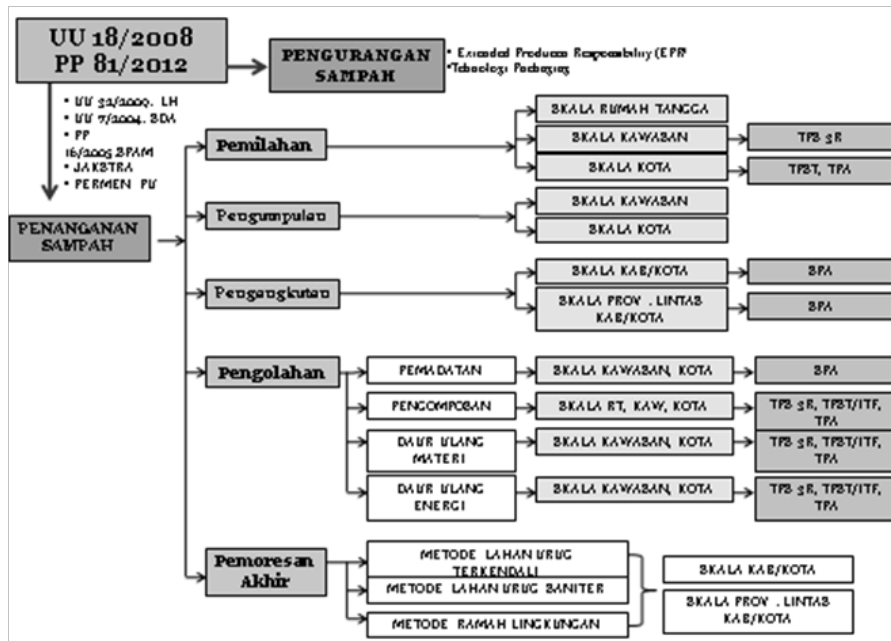 UU 18/2008
PP 81/2012
PENGURANGAN
SAMPAH
• Extended Producer Responsibility (EPR)
•Teknologi Packaging
• UU 32/2009. LH
• UU 7/2004. SDA
• PP
16/2005 SPAM
• JAKSTRA
• PERMEN PU
PENANGANAN
SAMPAH
Pemilahan
SKALA RUMAH TANGGA
SKALA KAWASAN
TPS 3R
SKALA KOTA
TPST, TPA
Pengumpulan
SKALA KAWASAN
SKALA KOTA
Pengangkutan
SKALA KAB/KOTA
SPA
SKALA PROV . LINTAS
KAB/KOTA
SPA
Pengolahan
PEMADATAN
SKALA KAWASAN, KOTA
SPA
PENGOMPOSAN
SKALA RT, KAW, KOTA
TPS 3R, TPST/ITF,
TPA
DAUR ULANG
MATERI
SKALA KAWASAN, KOTA
TPS 3R, TPST/ITF,
TPA
DAUR ULANG
ENERGI
SKALA KAWASAN, KOTA
TPS 3R, TPST/ITF,
TPA
Pemoresan
Akhir
METODE LAHAN URUG
TERKENDALI
METODE LAHAN URUG SANITER
METODE RAMAH LINGKUNGAN
SKALA KAB/KOTA
SKALA PROV . LINTAS
KAB/KOTA